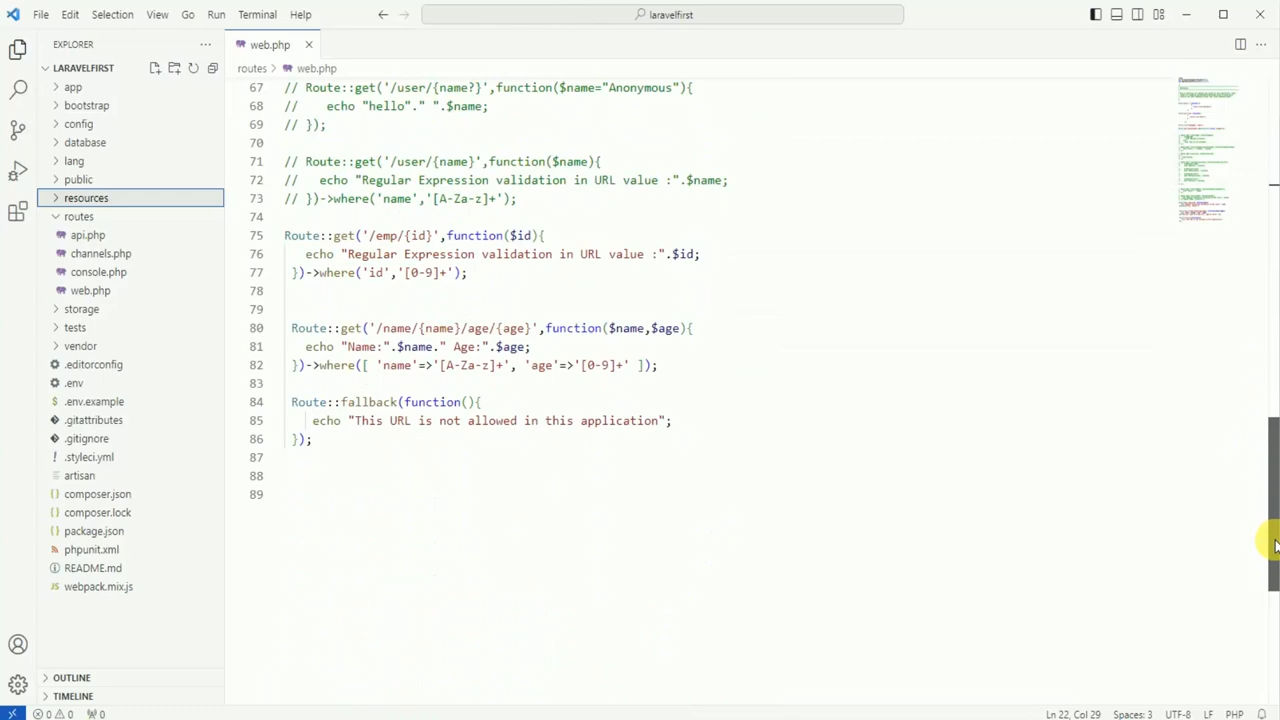 File Edit Selection View Go Run Terminal Help
laravelfirst
EXPLORER
LARAVELFIRST
app
bootstrap
config
database
lang
public
resources
routes
api.php
channels.php
console.php
web.php
storage
tests
vendor
.editorconfig
.env
.env.example
.gitattributes
.gitignore
.styleci.yml
artisan
composer.json
composer.lock
package.json
phpunit.xml
README.md
webpack.mix.js
OUTLINE
TIMELINE
web.php
routes > web.php
67 // Route::get('/user/{name?}',function($name="Anonymous"){
68 // echo "hello"." ".$name;
69 // });
70
71 // Route::get('/user/{name}',function($name){
72 // echo "Regular Expression validation in URL value :".$name;
73 // })->where('name','[A-Za-z]+');
74
75 Route::get('/emp/{id}',function($id){
76 echo "Regular Expression validation in URL value :".$id;
77 })->where('id','[0-9]+');
78
79
80 Route::get('/name/{name}/age/{age}',function($name,$age){
81 echo "Name:".$name." Age:".$age;
82 })->where([ 'name'=>'[A-Za-z]+', 'age'=>'[0-9]+' ]);
83
84 Route::fallback(function(){
85 echo "This URL is not allowed in this application";
86 });
87
88
89
0 0 0
Ln 22, Col 29 Spaces: 3 UTF-8 LF PHP